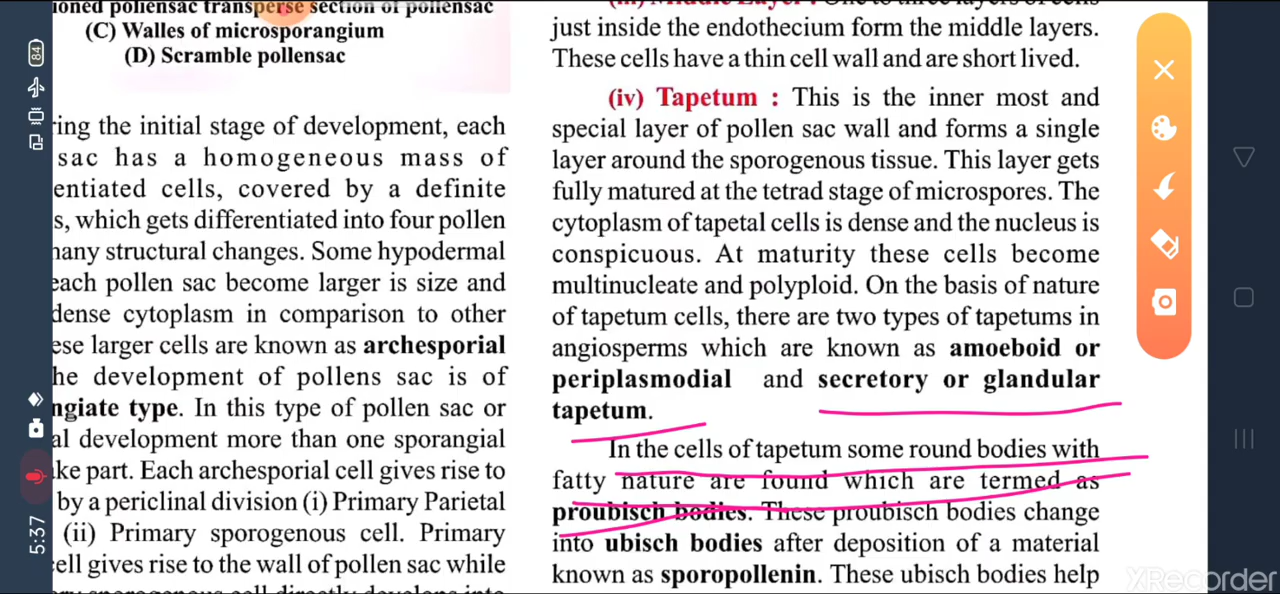 ioned pollensac transperse section of pollensac
(C) Walles of microsporangium
(D) Scramble pollensac
ring the initial stage of development, each
sac has a homogeneous mass of
entiated cells, covered by a definite
s, which gets differentiated into four pollen
many structural changes. Some hypodermal
each pollen sac become larger is size and
dense cytoplasm in comparison to other
ese larger cells are known as archesporial
he development of pollens sac is of
ngiate type. In this type of pollen sac or
al development more than one sporangial
ake part. Each archesporial cell gives rise to
by a periclinal division (i) Primary Parietal
(ii) Primary sporogenous cell. Primary
cell gives rise to the wall of pollen sac while
just inside the endothecium form the middle layers.
These cells have a thin cell wall and are short lived.
(iv) Tapetum : This is the inner most and
special layer of pollen sac wall and forms a single
layer around the sporogenous tissue. This layer gets
fully matured at the tetrad stage of microspores. The
cytoplasm of tapetal cells is dense and the nucleus is
conspicuous. At maturity these cells become
multinucleate and polyploid. On the basis of nature
of tapetum cells, there are two types of tapetums in
angiosperms which are known as amoeboid or
periplasmodial and secretory or glandular
tapetum.
In the cells of tapetum some round bodies with
fatty nature are found which are termed as
proubisch bodies. These proubisch bodies change
into ubisch bodies after deposition of a material
known as sporopollenin. These ubisch bodies help
84
5:37
XRecorder